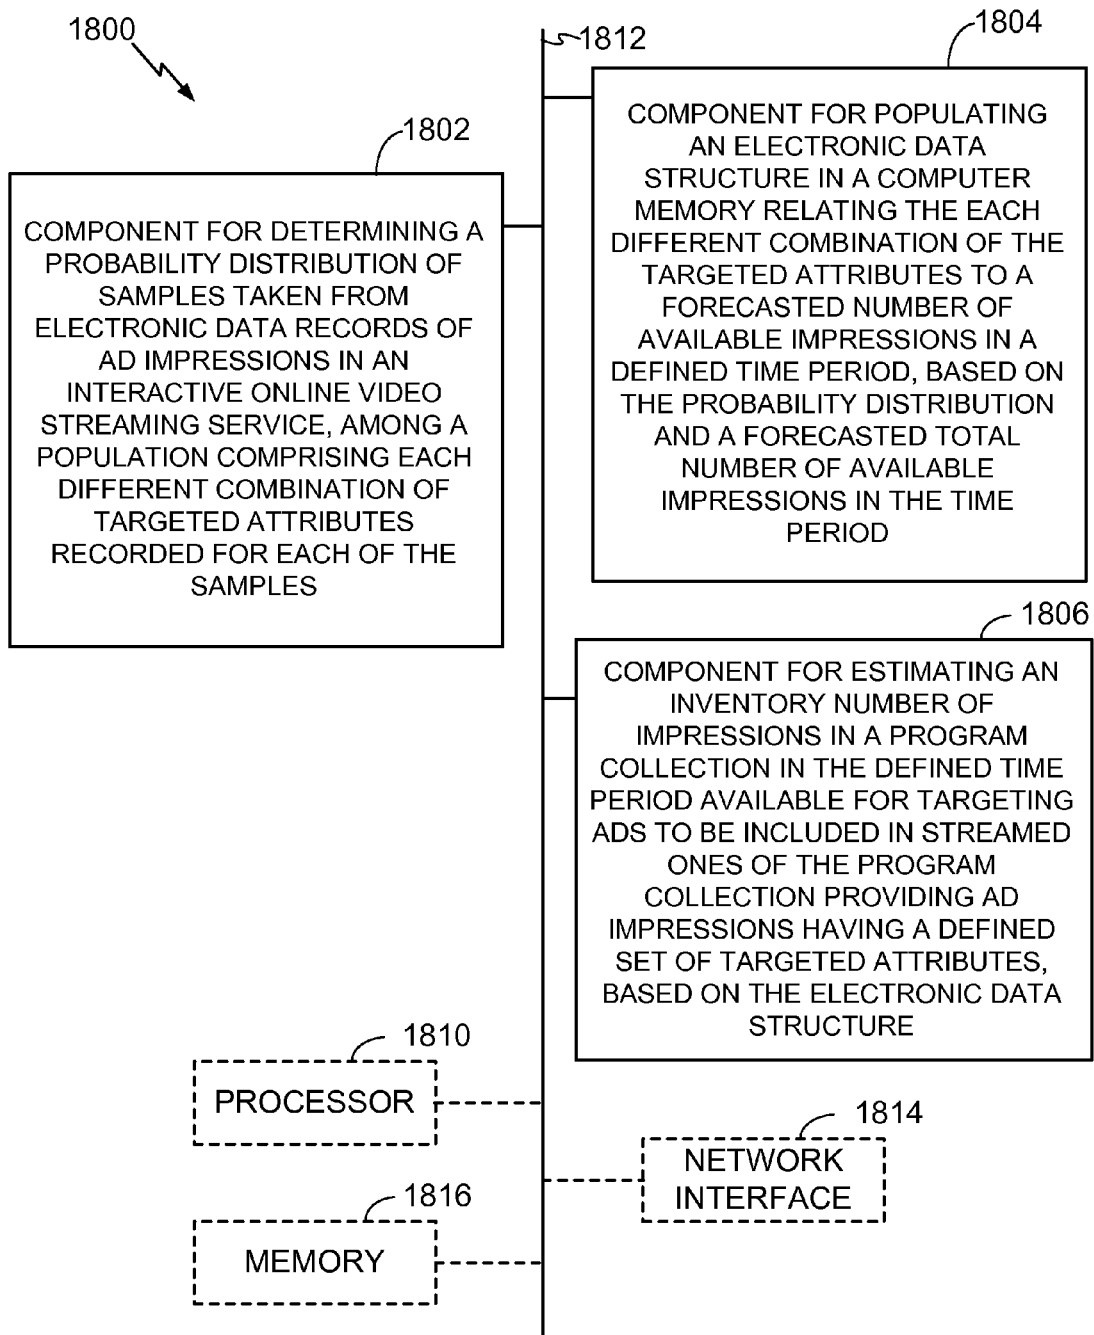 1800
1812
1804
COMPONENT FOR POPULATING
AN ELECTRONIC DATA
STRUCTURE IN A COMPUTER
MEMORY RELATING THE EACH
DIFFERENT COMBINATION OF THE
TARGETED ATTRIBUTES TO A
FORECASTED NUMBER OF
AVAILABLE IMPRESSIONS IN A
DEFINED TIME PERIOD, BASED ON
THE PROBABILITY DISTRIBUTION
AND A FORECASTED TOTAL
NUMBER OF AVAILABLE
IMPRESSIONS IN THE TIME
PERIOD
1802
COMPONENT FOR DETERMINING A
PROBABILITY DISTRIBUTION OF
SAMPLES TAKEN FROM
ELECTRONIC DATA RECORDS OF
AD IMPRESSIONS IN AN
INTERACTIVE ONLINE VIDEO
STREAMING SERVICE, AMONG A
POPULATION COMPRISING EACH
DIFFERENT COMBINATION OF
TARGETED ATTRIBUTES
RECORDED FOR EACH OF THE
SAMPLES
1806
COMPONENT FOR ESTIMATING AN
INVENTORY NUMBER OF
IMPRESSIONS IN A PROGRAM
COLLECTION IN THE DEFINED TIME
PERIOD AVAILABLE FOR TARGETING
ADS TO BE INCLUDED IN STREAMED
ONES OF THE PROGRAM
COLLECTION PROVIDING AD
IMPRESSIONS HAVING A DEFINED
SET OF TARGETED ATTRIBUTES,
BASED ON THE ELECTRONIC DATA
STRUCTURE
1810
PROCESSOR
1814
NETWORK
INTERFACE
1816
MEMORY